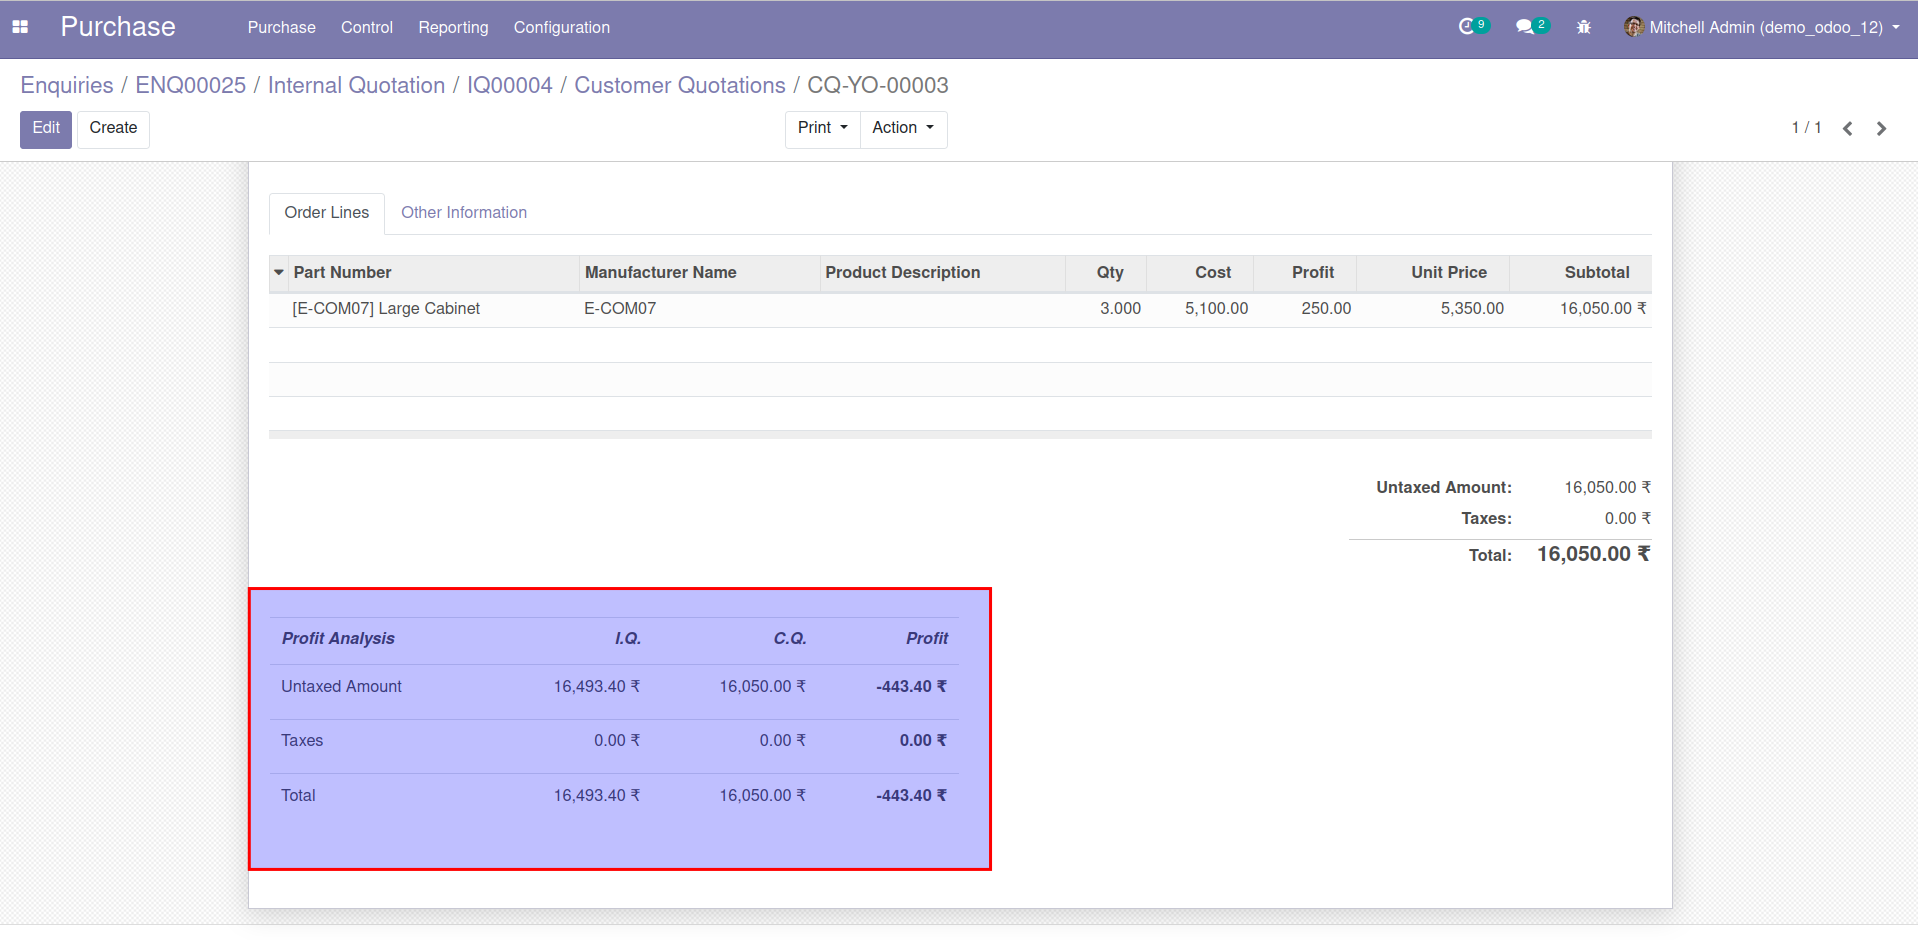 Purchase Purchase Control Reporting Configuration 9 2 Mitchell Admin (demo_odoo_12)
Enquiries / ENQ00025 / Internal Quotation / IQ00004 / Customer Quotations / CQ-YO-00003
Edit Create Print Action 1 / 1
Order Lines Other Information
Part Number Manufacturer Name Product Description Qty Cost Profit Unit Price Subtotal
[E-COM07] Large Cabinet E-COM07 3.000 5,100.00 250.00 5,350.00 16,050.00 ₹
Untaxed Amount: 16,050.00 ₹
Taxes: 0.00 ₹
Total: 16,050.00 ₹
Profit Analysis I.Q. C.Q. Profit
Untaxed Amount 16,493.40 ₹ 16,050.00 ₹ -443.40 ₹
Taxes 0.00 ₹ 0.00 ₹ 0.00 ₹
Total 16,493.40 ₹ 16,050.00 ₹ -443.40 ₹